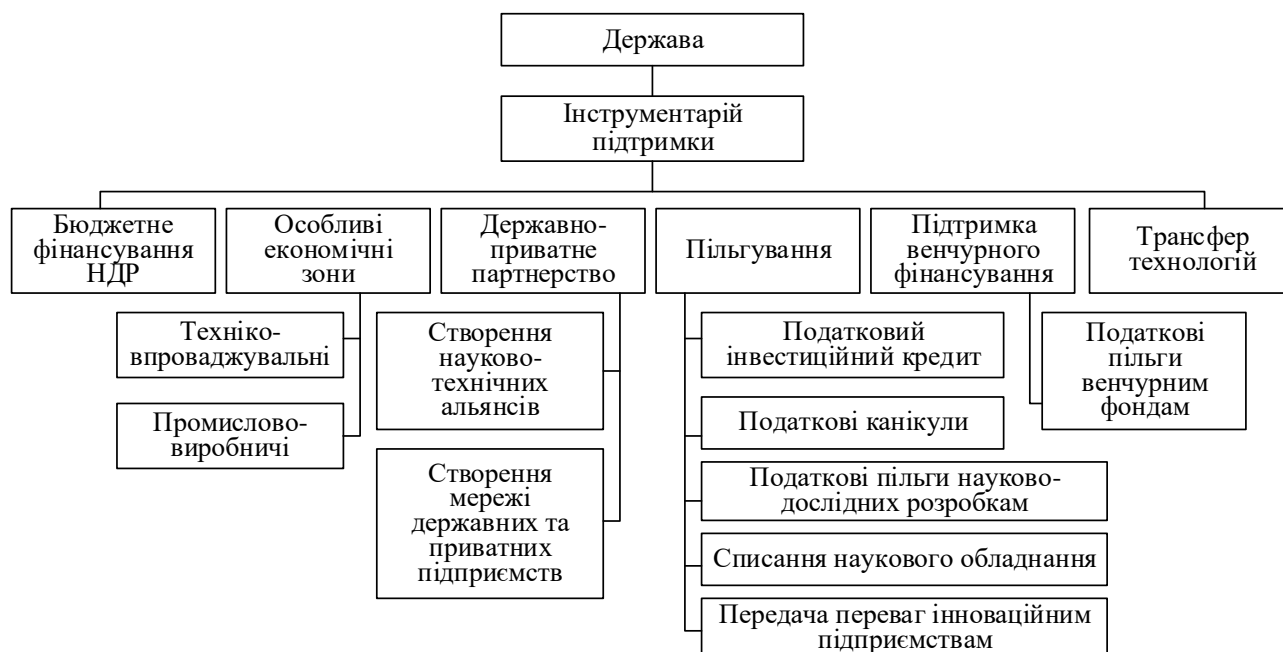 Держава
Інструментарій
підтримки
Бюджетне
фінансування
НДР
Особливі
економічні
зони
Державно-
приватне
партнерство
Пільгування
Підтримка
венчурного
фінансування
Трансфер
технологій
Техніко-
впроваджувальні
Промислово-
виробничі
Створення
науково-
технічних
альянсів
Створення
мережі
державних та
приватних
підприємств
Податковий
інвестиційний кредит
Податкові канікули
Податкові пільги науково-
дослідних розробкам
Списання наукового обладнання
Передача переваг інноваційним
підприємствам
Податкові
пільги
венчурним
фондам